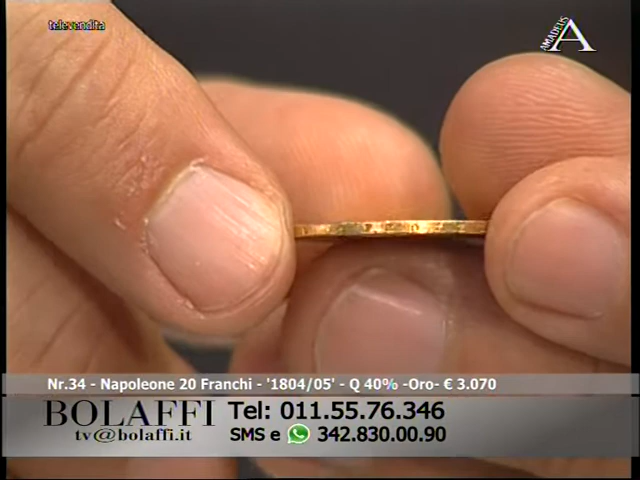 televendita
AMADEUS
A
Nr.34 - Napoleone 20 Franchi - '1804/05' - Q 40% -Oro- € 3.070
BOLAFFI
tv@bolaffi.it
Tel: 011.55.76.346
SMS e 342.830.00.90